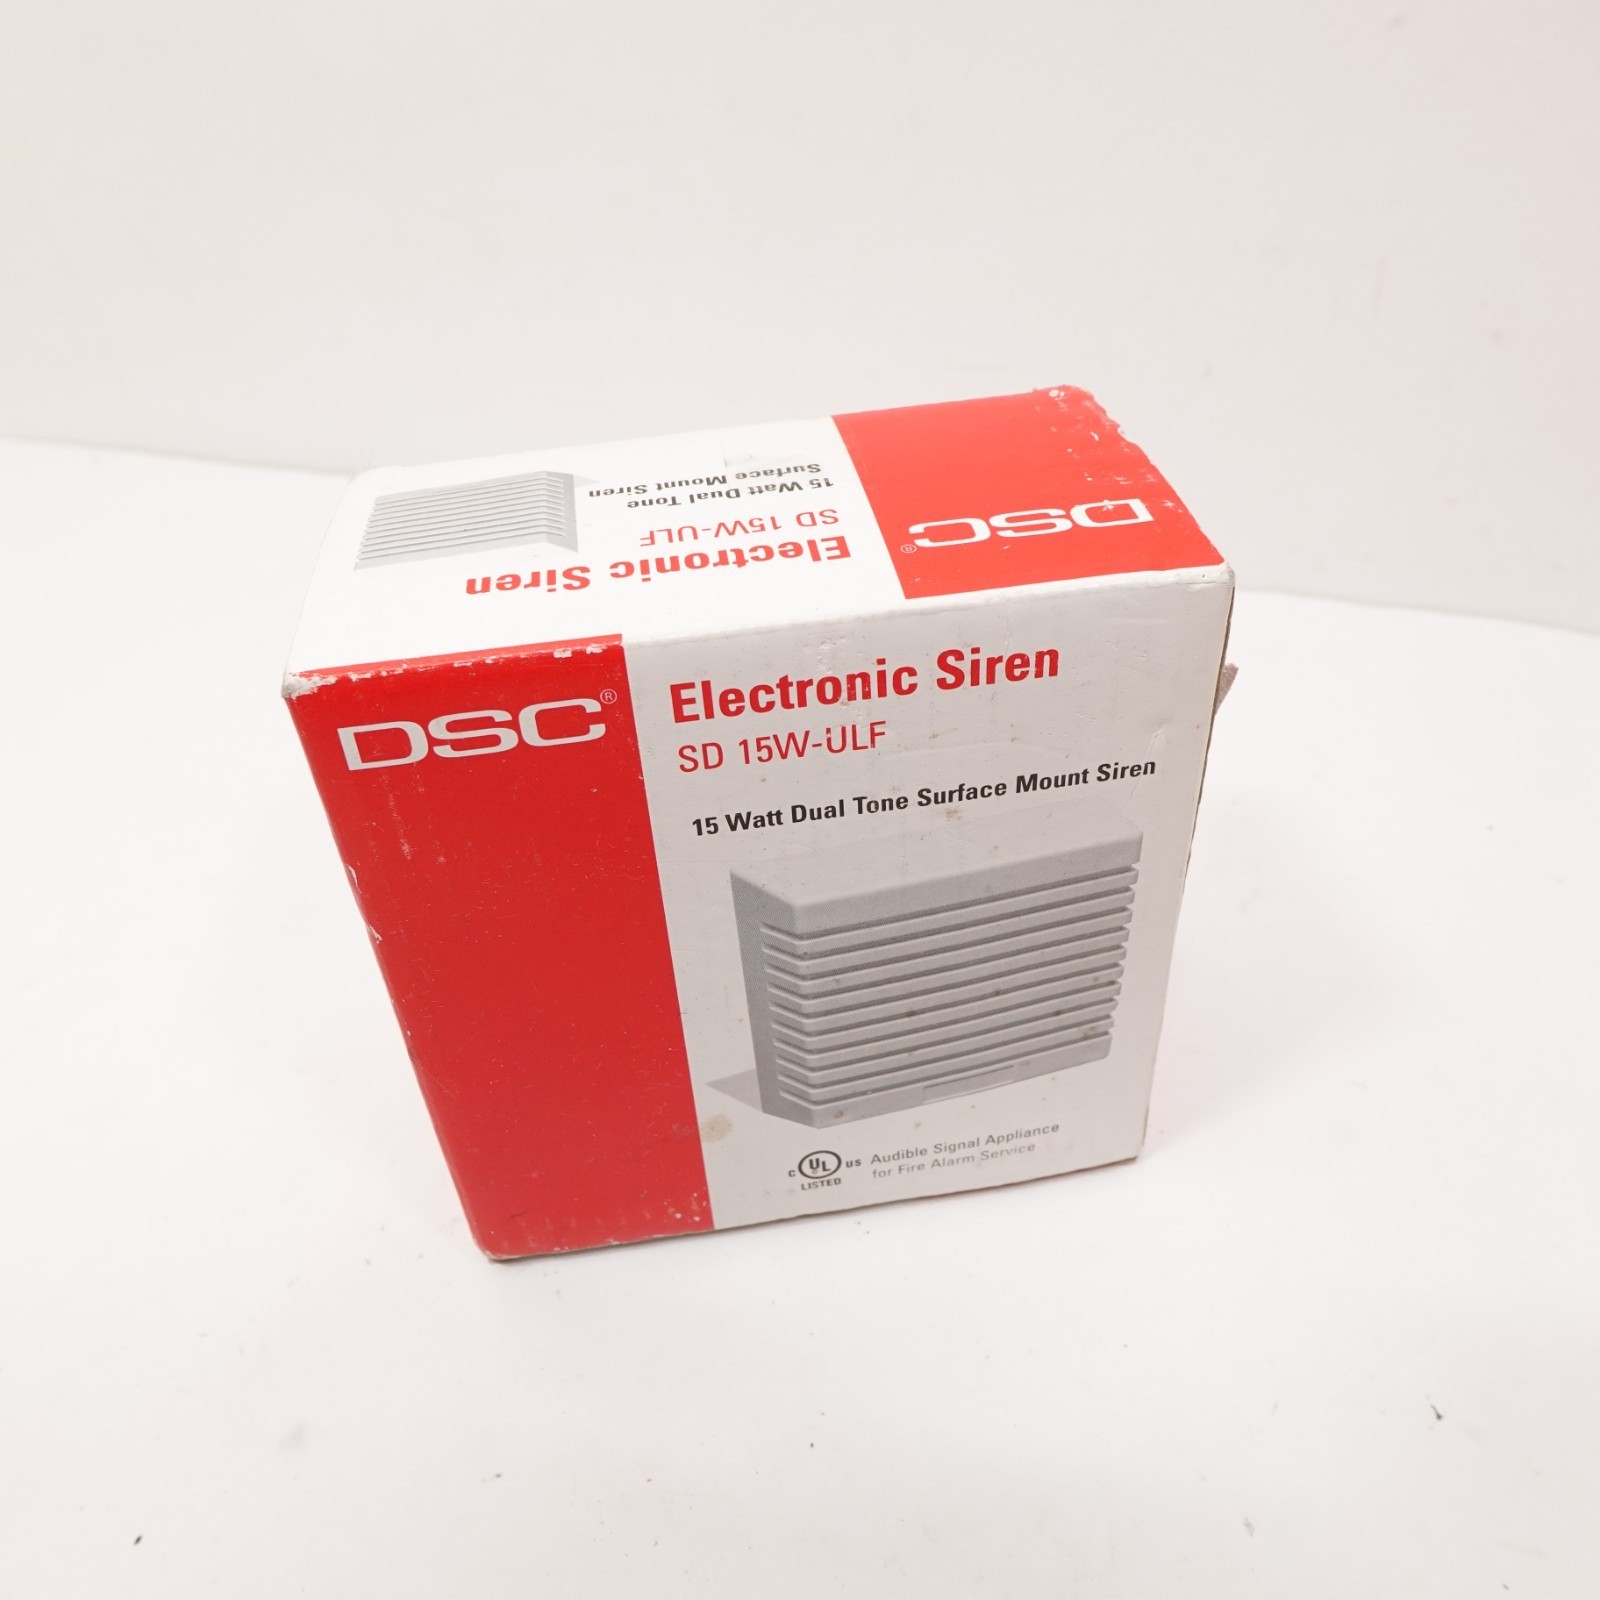 DSC®
Electronic Siren
SD 15W-ULF
15 Watt Dual Tone
Surface Mount Siren
DSC®
Electronic Siren
SD 15W-ULF
15 Watt Dual Tone Surface Mount Siren
C UL US
LISTED
Audible Signal Appliance
for Fire Alarm Service